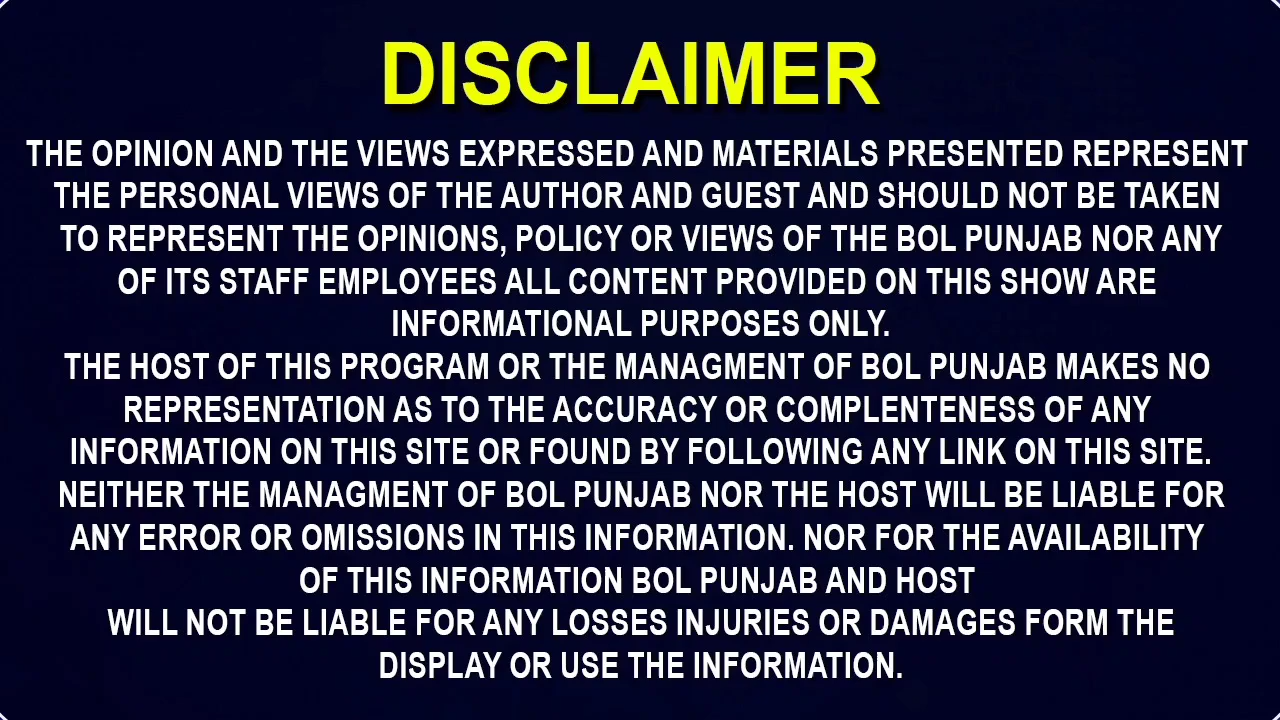 DISCLAIMER
THE OPINION AND THE VIEWS EXPRESSED AND MATERIALS PRESENTED REPRESENT
THE PERSONAL VIEWS OF THE AUTHOR AND GUEST AND SHOULD NOT BE TAKEN
TO REPRESENT THE OPINIONS, POLICY OR VIEWS OF THE BOL PUNJAB NOR ANY
OF ITS STAFF EMPLOYEES ALL CONTENT PROVIDED ON THIS SHOW ARE
INFORMATIONAL PURPOSES ONLY.
THE HOST OF THIS PROGRAM OR THE MANAGMENT OF BOL PUNJAB MAKES NO
REPRESENTATION AS TO THE ACCURACY OR COMPLENTENESS OF ANY
INFORMATION ON THIS SITE OR FOUND BY FOLLOWING ANY LINK ON THIS SITE.
NEITHER THE MANAGMENT OF BOL PUNJAB NOR THE HOST WILL BE LIABLE FOR
ANY ERROR OR OMISSIONS IN THIS INFORMATION. NOR FOR THE AVAILABILITY
OF THIS INFORMATION BOL PUNJAB AND HOST
WILL NOT BE LIABLE FOR ANY LOSSES INJURIES OR DAMAGES FORM THE
DISPLAY OR USE THE INFORMATION.